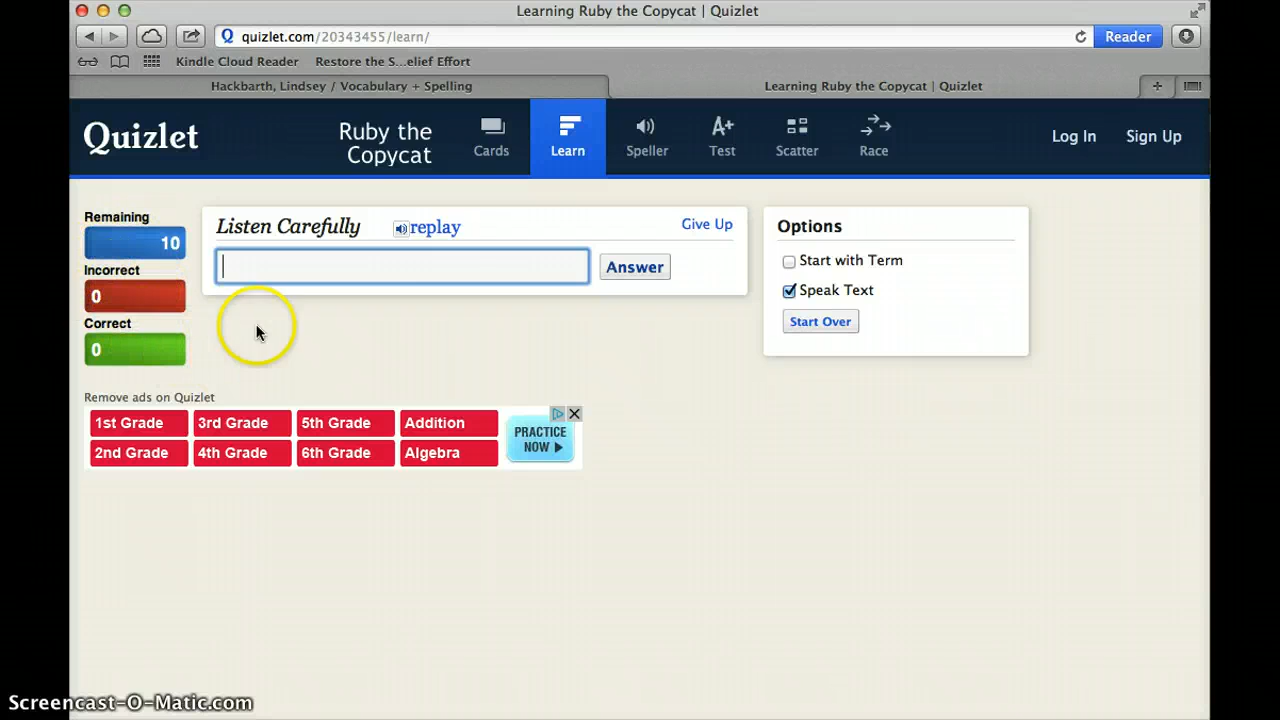 Learning Ruby the Copycat | Quizlet
quizlet.com/20343455/learn/
Reader
Kindle Cloud Reader
Restore the S...elief Effort
Hackbarth, Lindsey / Vocabulary + Spelling
Learning Ruby the Copycat | Quizlet
Quizlet
Ruby the
Copycat
Cards
Learn
Speller
A+
Test
Scatter
Race
Log In
Sign Up
Remaining
10
Incorrect
0
Correct
0
Listen Carefully
replay
Give Up
Answer
Options
Start with Term
Speak Text
Start Over
Remove ads on Quizlet
1st Grade
3rd Grade
5th Grade
Addition
2nd Grade
4th Grade
6th Grade
Algebra
PRACTICE
NOW
Screencast-O-Matic.com